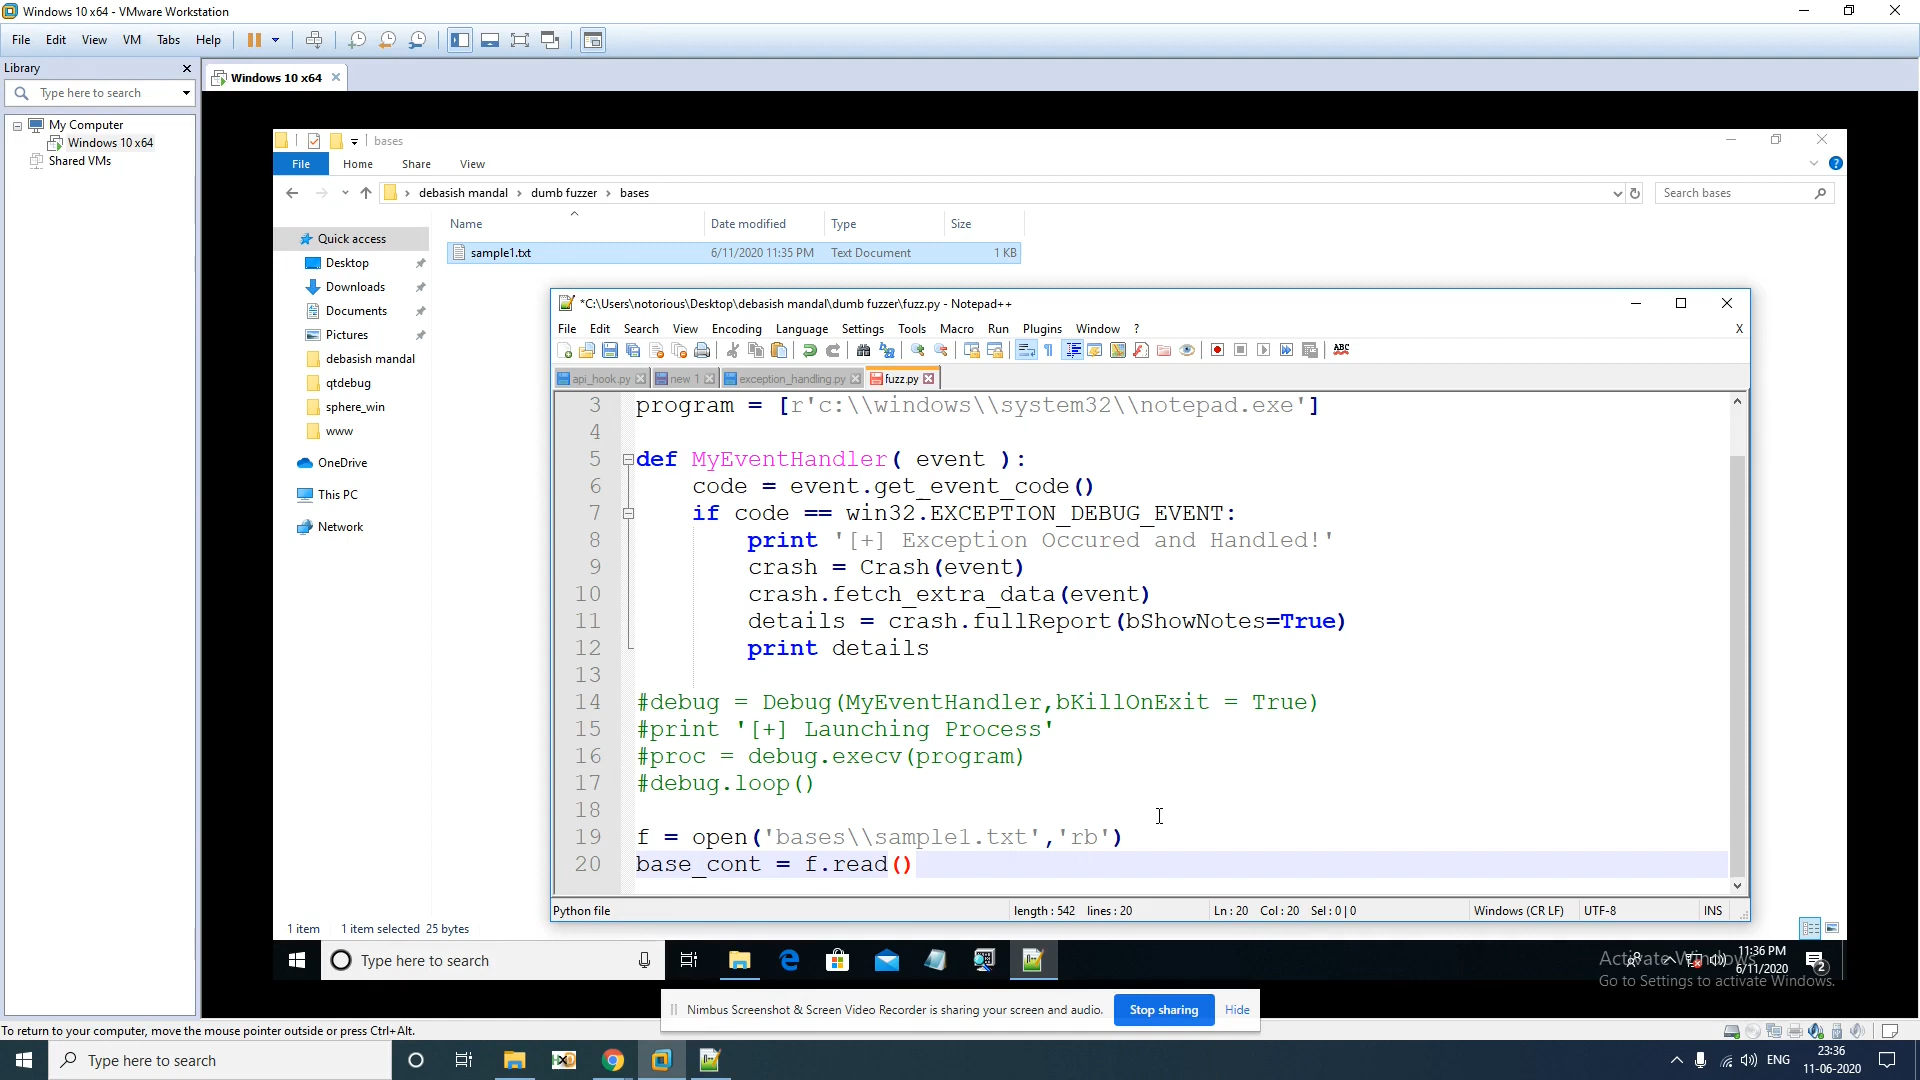 Windows 10 x64 - VMware Workstation
File Edit View VM Tabs Help
Library
Windows 10 x64
Type here to search
My Computer
Windows 10 x64
Shared VMs
bases
File Home Share View
debasish mandal › dumb fuzzer › bases
Search bases
Name Date modified Type Size
Quick access
sample1.txt 6/11/2020 11:35 PM Text Document 1 KB
Desktop
Downloads
Documents
Pictures
debasish mandal
qtdebug
sphere_win
www
OneDrive
This PC
Network
*C:\Users\notorious\Desktop\debasish mandal\dumb fuzzer\fuzz.py - Notepad++
File Edit Search View Encoding Language Settings Tools Macro Run Plugins Window ? X
ABC
api_hook.py new 1 exception_handling.py fuzz.py
3 program = [r'c:\\windows\\system32\\notepad.exe']
4
5 def MyEventHandler( event ):
6 code = event.get_event_code()
7 if code == win32.EXCEPTION_DEBUG_EVENT:
8 print '[+] Exception Occured and Handled!'
9 crash = Crash(event)
10 crash.fetch_extra_data(event)
11 details = crash.fullReport(bShowNotes=True)
12 print details
13
14 #debug = Debug(MyEventHandler,bKillOnExit = True)
15 #print '[+] Launching Process'
16 #proc = debug.execv(program)
17 #debug.loop()
18
19 f = open('bases\\sample1.txt','rb')
20 base_cont = f.read()
Python file length : 542 lines : 20 Ln : 20 Col : 20 Sel : 0 | 0 Windows (CR LF) UTF-8 INS
1 item 1 item selected 25 bytes
Type here to search
Activate Windows
Go to Settings to activate Windows.
11:36 PM
6/11/2020
2
Nimbus Screenshot & Screen Video Recorder is sharing your screen and audio. Stop sharing Hide
To return to your computer, move the mouse pointer outside or press Ctrl+Alt.
Type here to search
ENG
23:36
11-06-2020